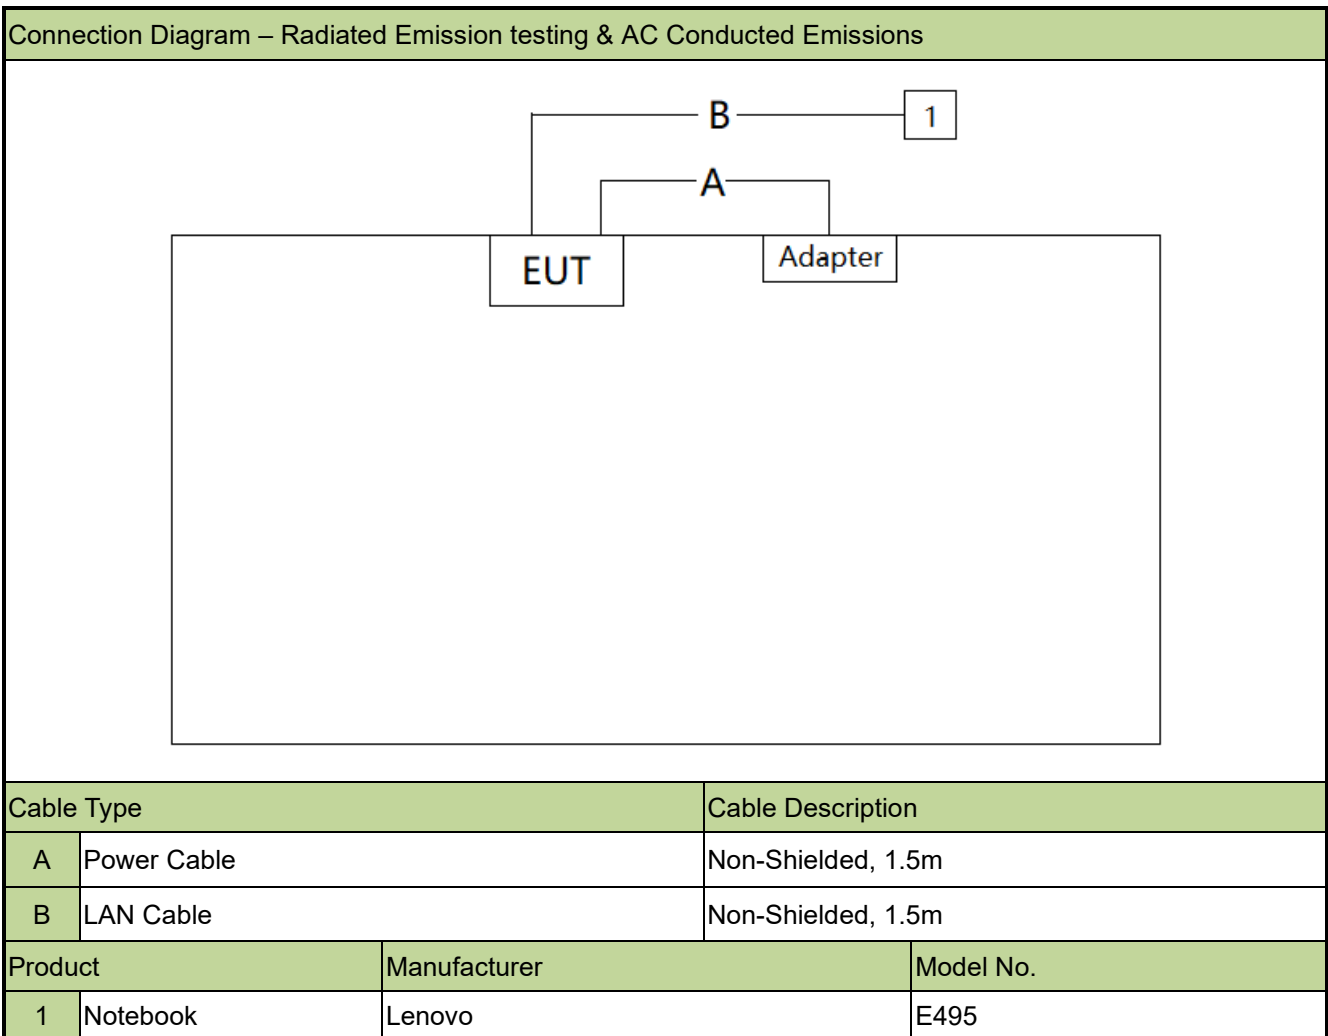 Connection Diagram – Radiated Emission testing & AC Conducted Emissions
B
1
A
EUT
Adapter
Cable Type Cable Description
A Power Cable Non-Shielded, 1.5m
B LAN Cable Non-Shielded, 1.5m
Product Manufacturer Model No.
1 Notebook Lenovo E495